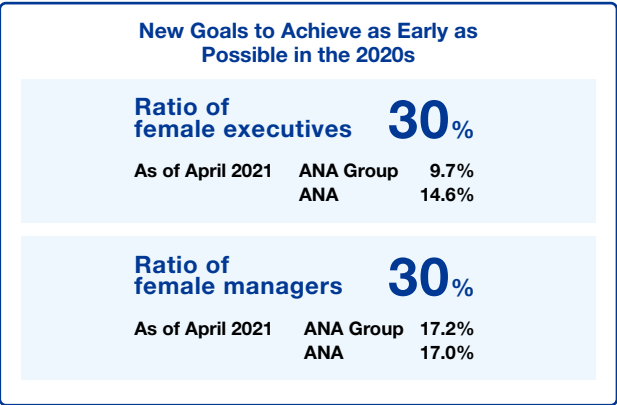 New Goals to Achieve as Early as
Possible in the 2020s
Ratio of
female executives 30%
As of April 2021 ANA Group 9.7%
ANA 14.6%
Ratio of
female managers 30%
As of April 2021 ANA Group 17.2%
ANA 17.0%